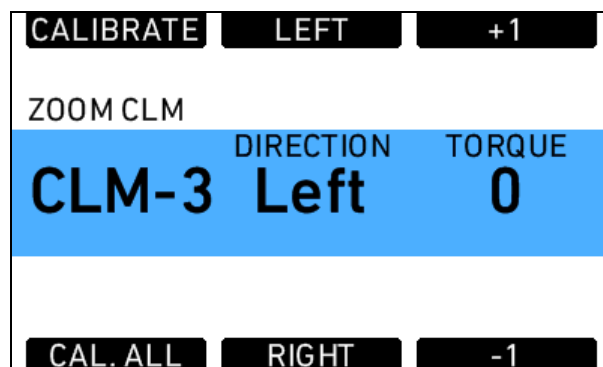 CALIBRATE LEFT +1
ZOOM CLM
DIRECTION TORQUE
CLM-3 Left 0
CAL. ALL RIGHT -1